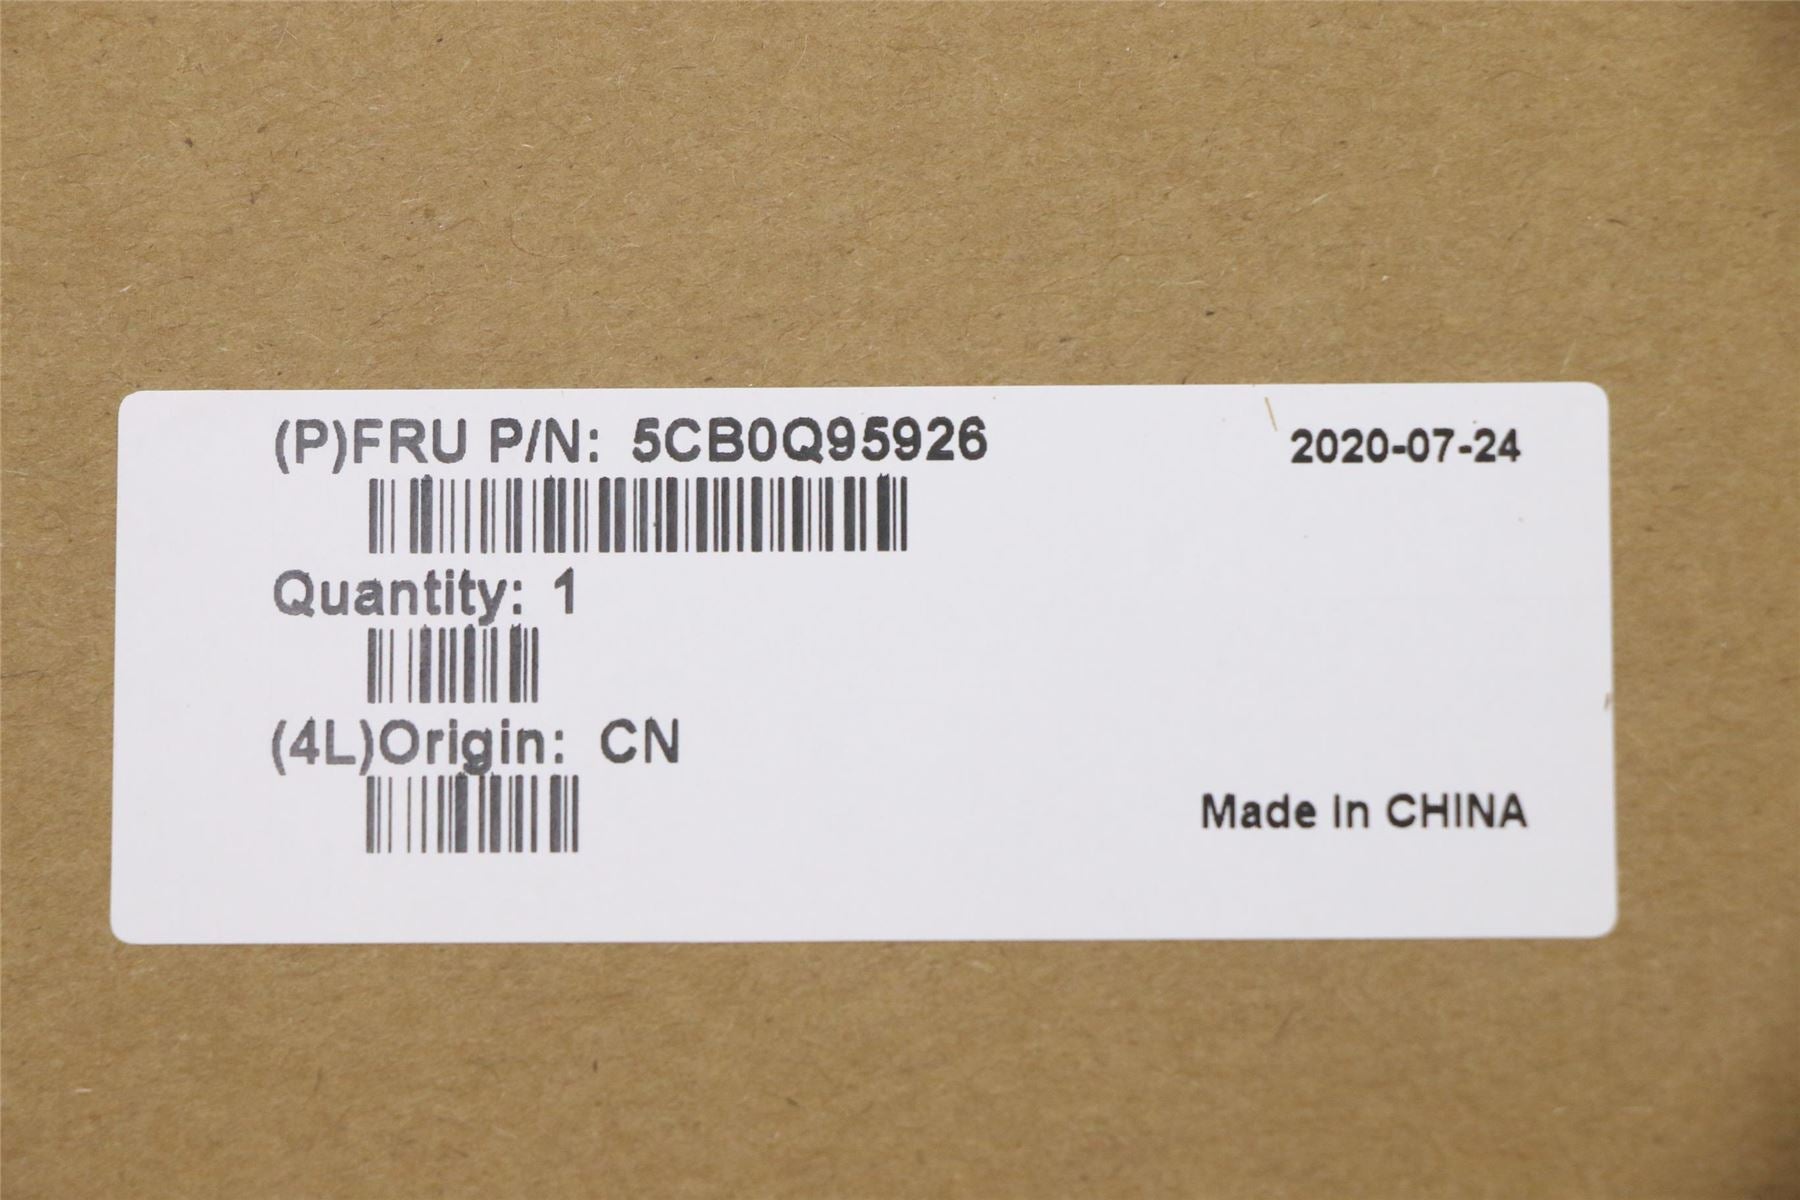 (P)FRU P/N: 5CB0Q95926
2020-07-24
Quantity: 1
(4L)Origin: CN
Made in CHINA